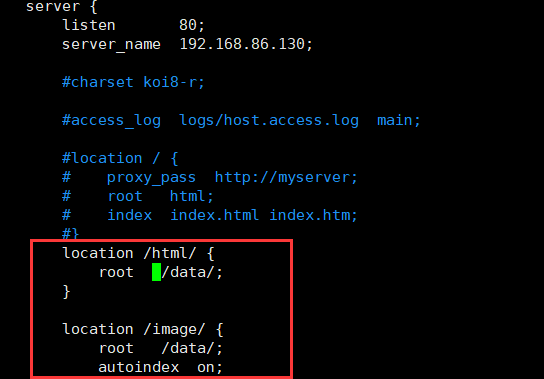 server {
listen       80;
server_name  192.168.86.130;
#charset koi8-r;
#access_log  logs/host.access.log  main;
#location / {
#    proxy_pass  http://myserver;
#    root   html;
#    index  index.html index.htm;
#}
location /html/ {
root   /data/;
}
location /image/ {
root   /data/;
autoindex  on;